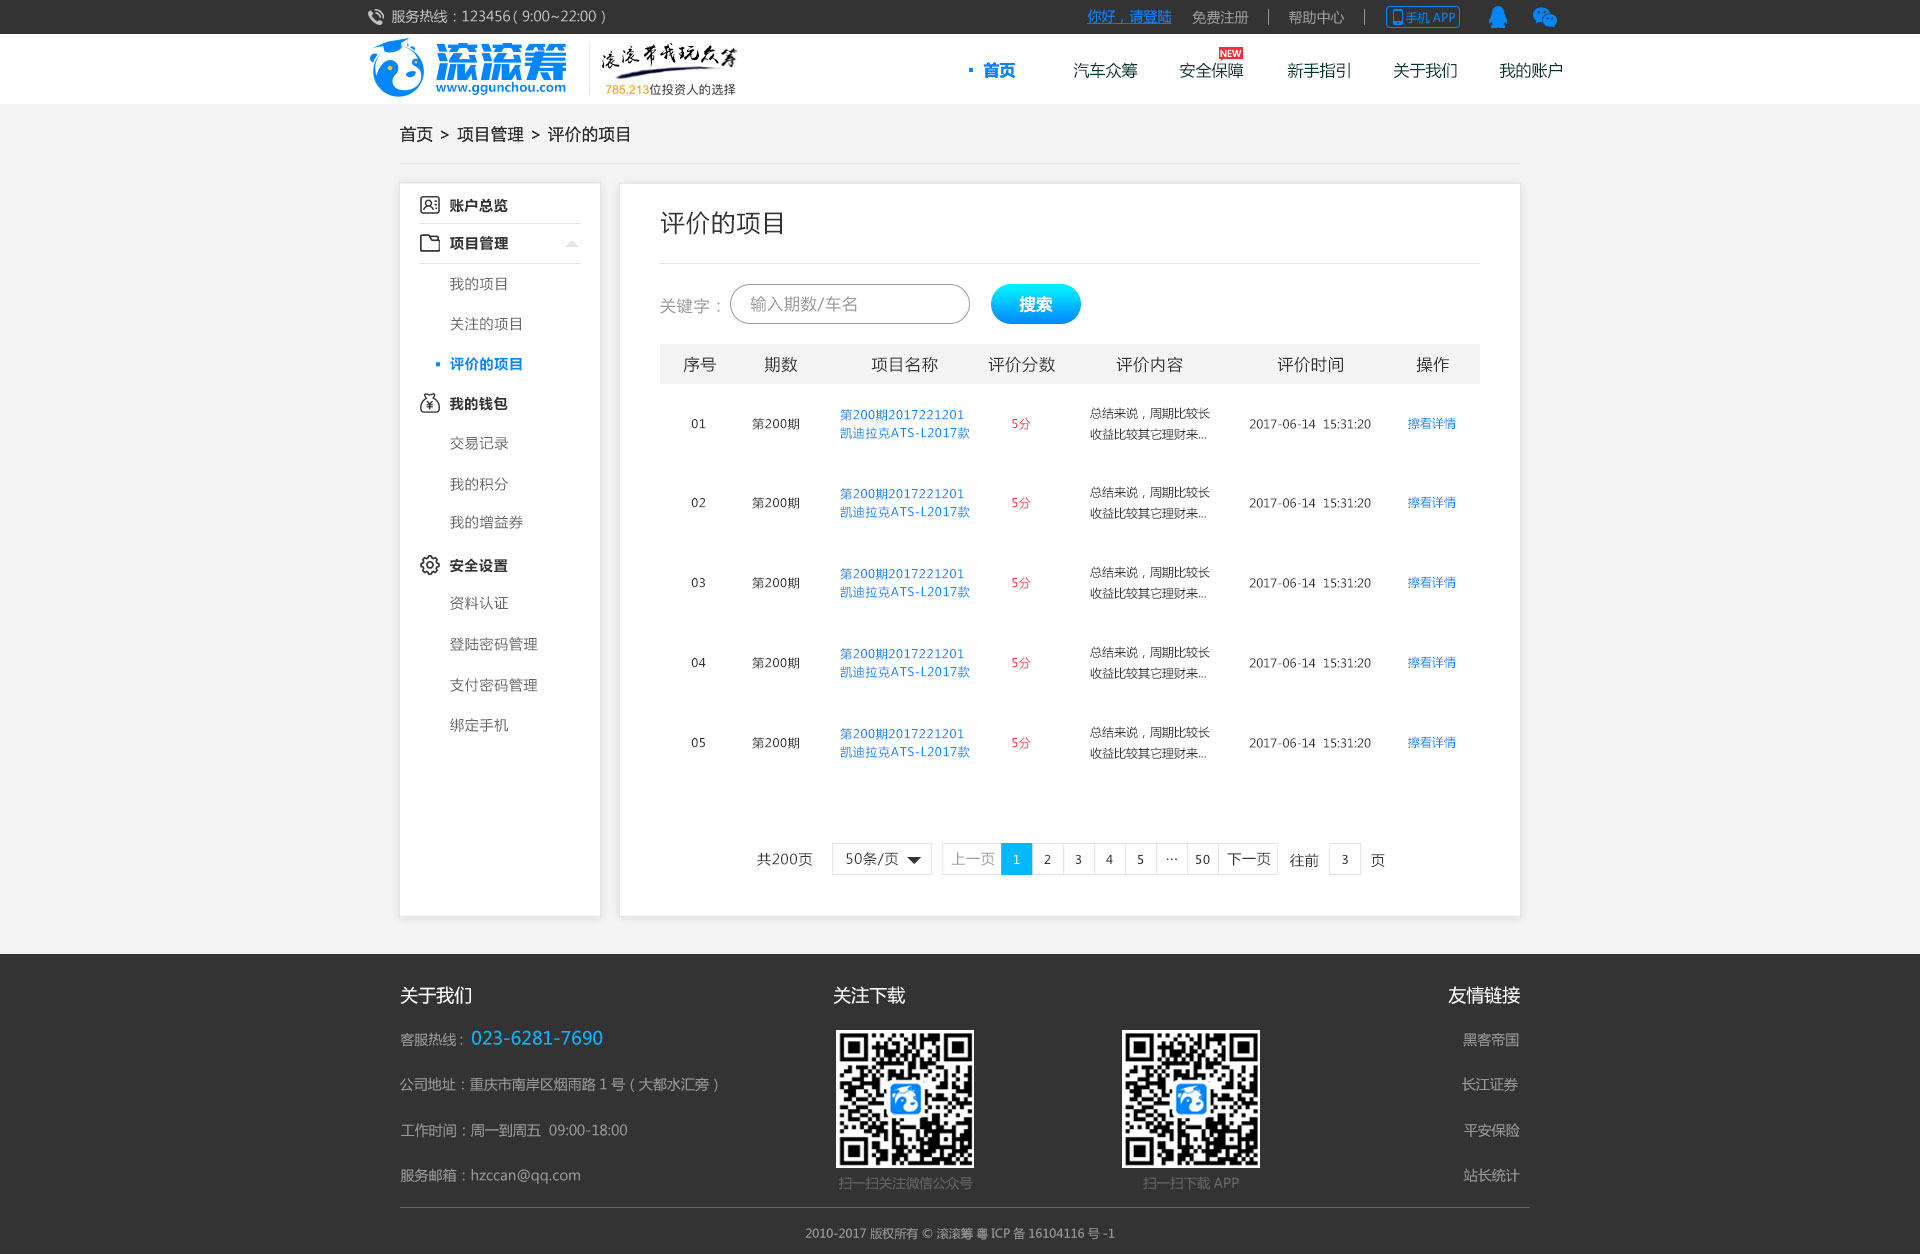 服务热线：123456（ 9:00~22:00 ）
你好，请登陆 免费注册 帮助中心 手机 APP
滚滚筹
www.ggunchou.com
滚滚带我玩众筹
785,213位投资人的选择
首页 汽车众筹 安全保障 NEW 新手指引 关于我们 我的账户
首页 > 项目管理 > 评价的项目
账户总览
项目管理
我的项目
关注的项目
评价的项目
我的钱包
交易记录
我的积分
我的增益券
安全设置
资料认证
登陆密码管理
支付密码管理
绑定手机
评价的项目
关键字： 输入期数/车名 搜索
序号 期数 项目名称 评价分数 评价内容 评价时间 操作
01 第200期 第200期2017221201 5分 总结来说，周期比较长 2017-06-14 15:31:20 擦看详情
凯迪拉克ATS-L2017款 收益比较其它理财来...
02 第200期 第200期2017221201 5分 总结来说，周期比较长 2017-06-14 15:31:20 擦看详情
凯迪拉克ATS-L2017款 收益比较其它理财来...
03 第200期 第200期2017221201 5分 总结来说，周期比较长 2017-06-14 15:31:20 擦看详情
凯迪拉克ATS-L2017款 收益比较其它理财来...
04 第200期 第200期2017221201 5分 总结来说，周期比较长 2017-06-14 15:31:20 擦看详情
凯迪拉克ATS-L2017款 收益比较其它理财来...
05 第200期 第200期2017221201 5分 总结来说，周期比较长 2017-06-14 15:31:20 擦看详情
凯迪拉克ATS-L2017款 收益比较其它理财来...
共200页 50条/页 上一页 1 2 3 4 5 ··· 50 下一页 往前 3 页
关于我们
客服热线：023-6281-7690
公司地址：重庆市南岸区烟雨路 1 号（ 大都水汇旁 ）
工作时间：周一到周五 09:00-18:00
服务邮箱：hzccan@qq.com
关注下载
扫一扫关注微信公众号
扫一扫下载 APP
友情链接
黑客帝国
长江证券
平安保险
站长统计
2010-2017 版权所有 © 滚滚筹 粤 ICP 备 16104116 号 -1